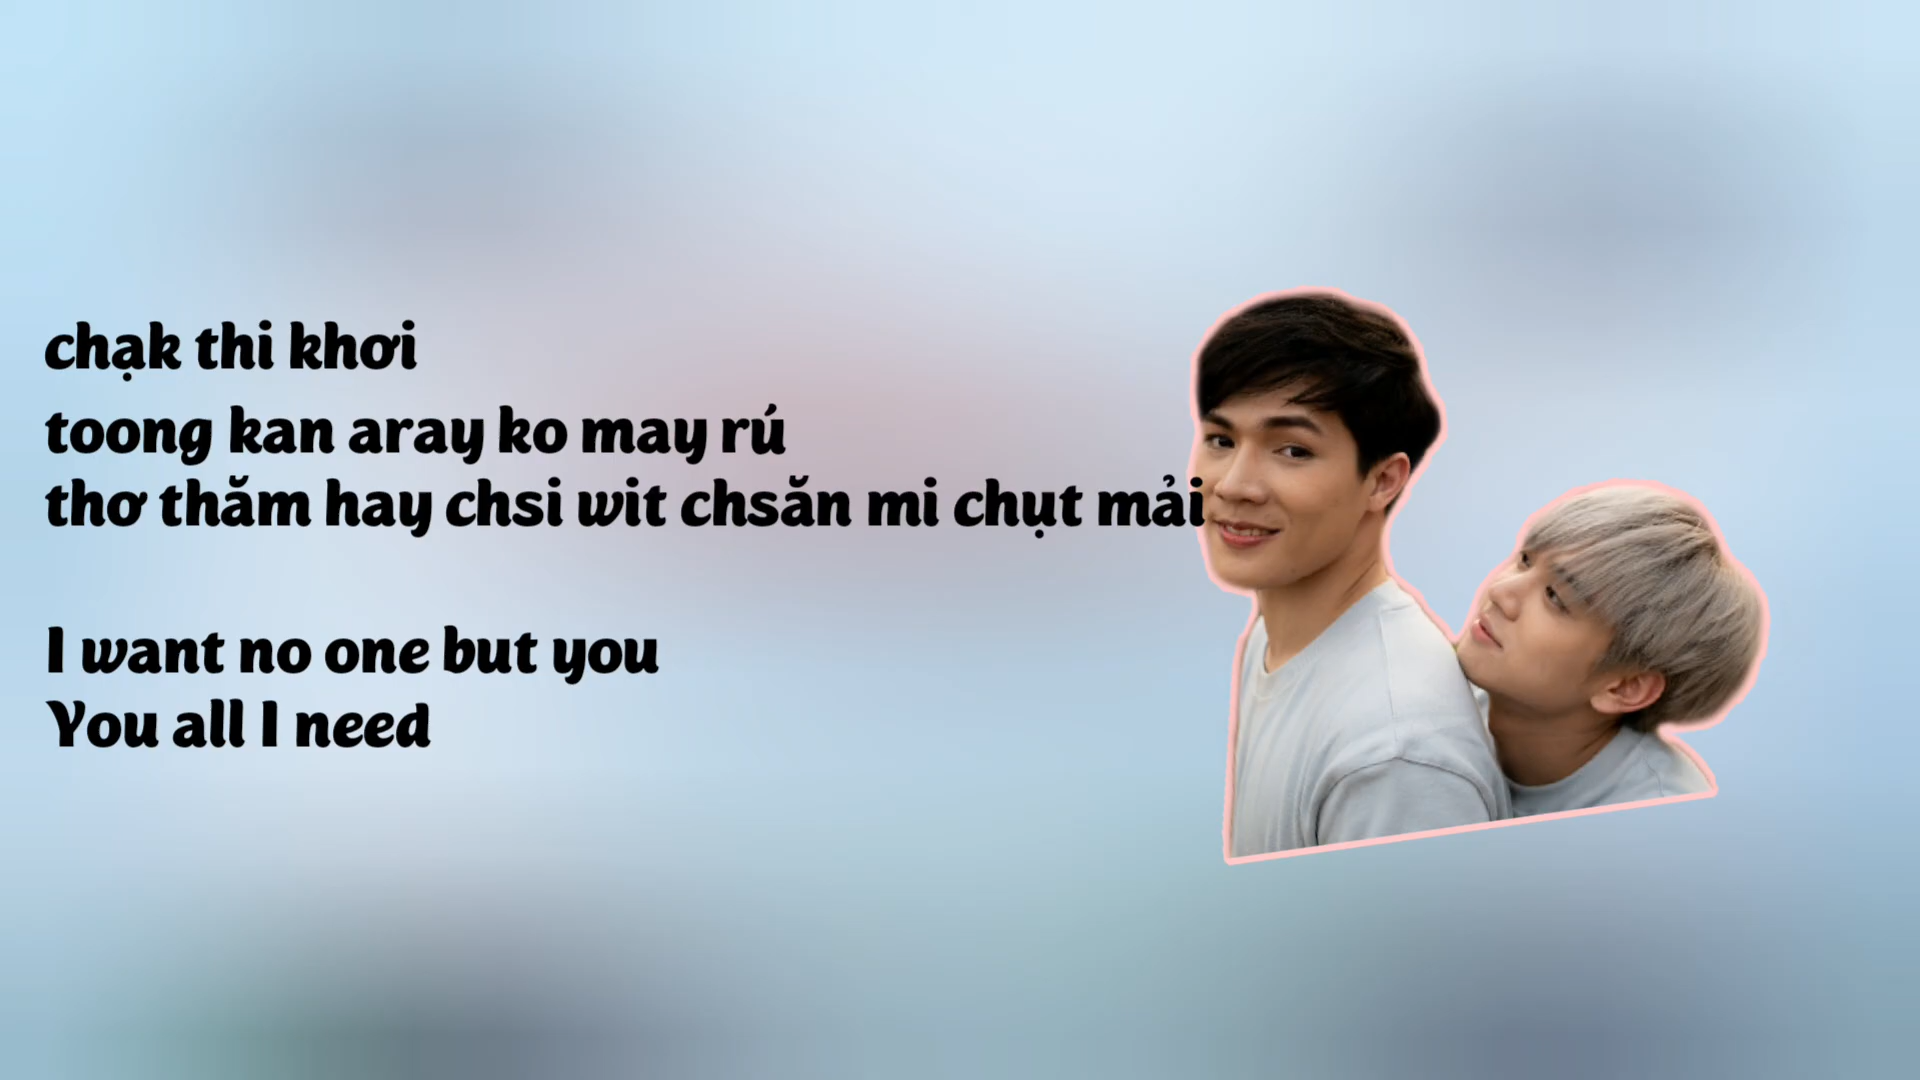 chạk thi khơi
toong kan aray ko may rú
thơ thăm hay chsi wit chsăn mi chụt mải
I want no one but you
You all I need